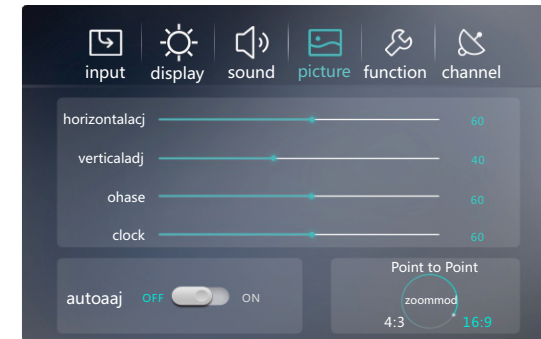 input display sound picture function channel
horizontalacj 60
verticaladj 40
ohase 60
clock 60
autoaaj OFF ON
Point to Point
zoommod
4:3 16:9